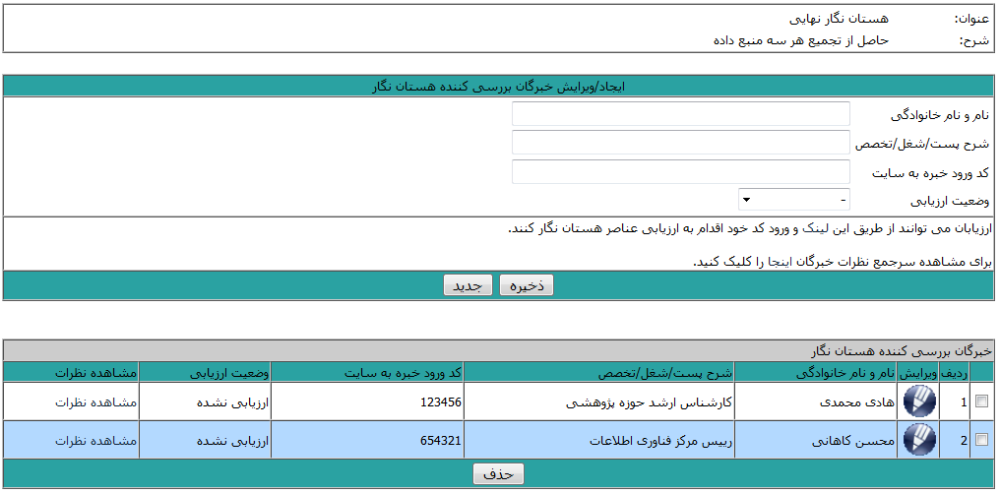 عنوان: هستان نگار نهایی
شرح: حاصل از تجمیع هر سه منبع داده
ایجاد/ویرایش خبرگان بررسی کننده هستان نگار
نام و نام خانوادگی
شرح پست/شغل/تخصص
کد ورود خبره به سایت
وضعیت ارزیابی -
ارزیابان می توانند از طریق این لینک و ورود کد خود اقدام به ارزیابی عناصر هستان نگار کنند.
برای مشاهده سرجمع نظرات خبرگان اینجا را کلیک کنید.
ذخیره جدید
خبرگان بررسی کننده هستان نگار
ردیف ویرایش نام و نام خانوادگی شرح پست/شغل/تخصص کد ورود خبره به سایت وضعیت ارزیابی مشاهده نظرات
1 هادی محمدی کارشناس ارشد حوزه پژوهشی 123456 ارزیابی نشده مشاهده نظرات
2 محسن کاهانی رییس مرکز فناوری اطلاعات 654321 ارزیابی نشده مشاهده نظرات
حذف